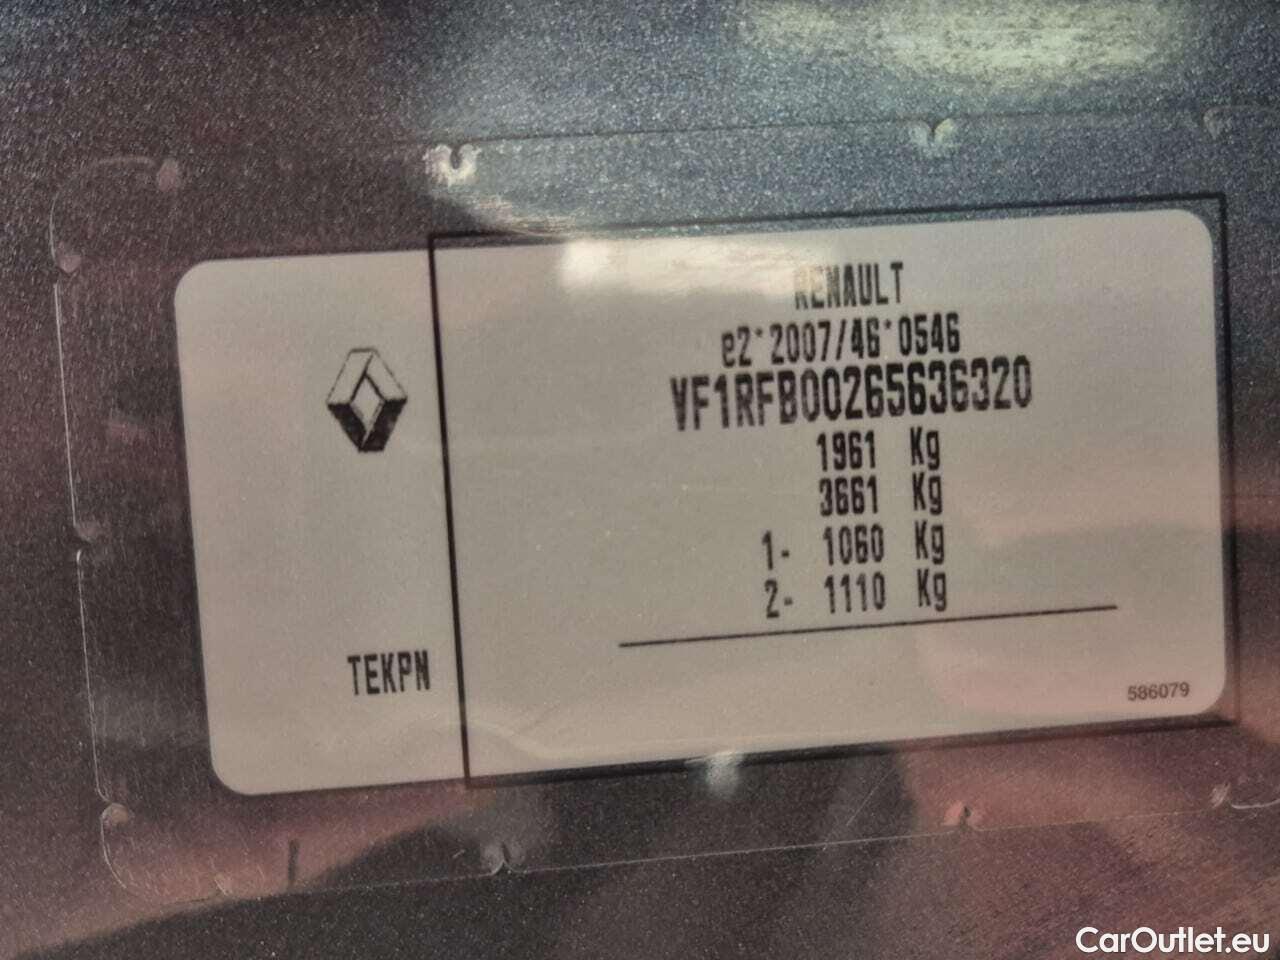 RENAULT
e2*2007/46*0546
VF1RFB00265636320
1961 Kg
3661 Kg
1- 1060 Kg
2- 1110 Kg
TEKPN
586079
CarOutlet.eu